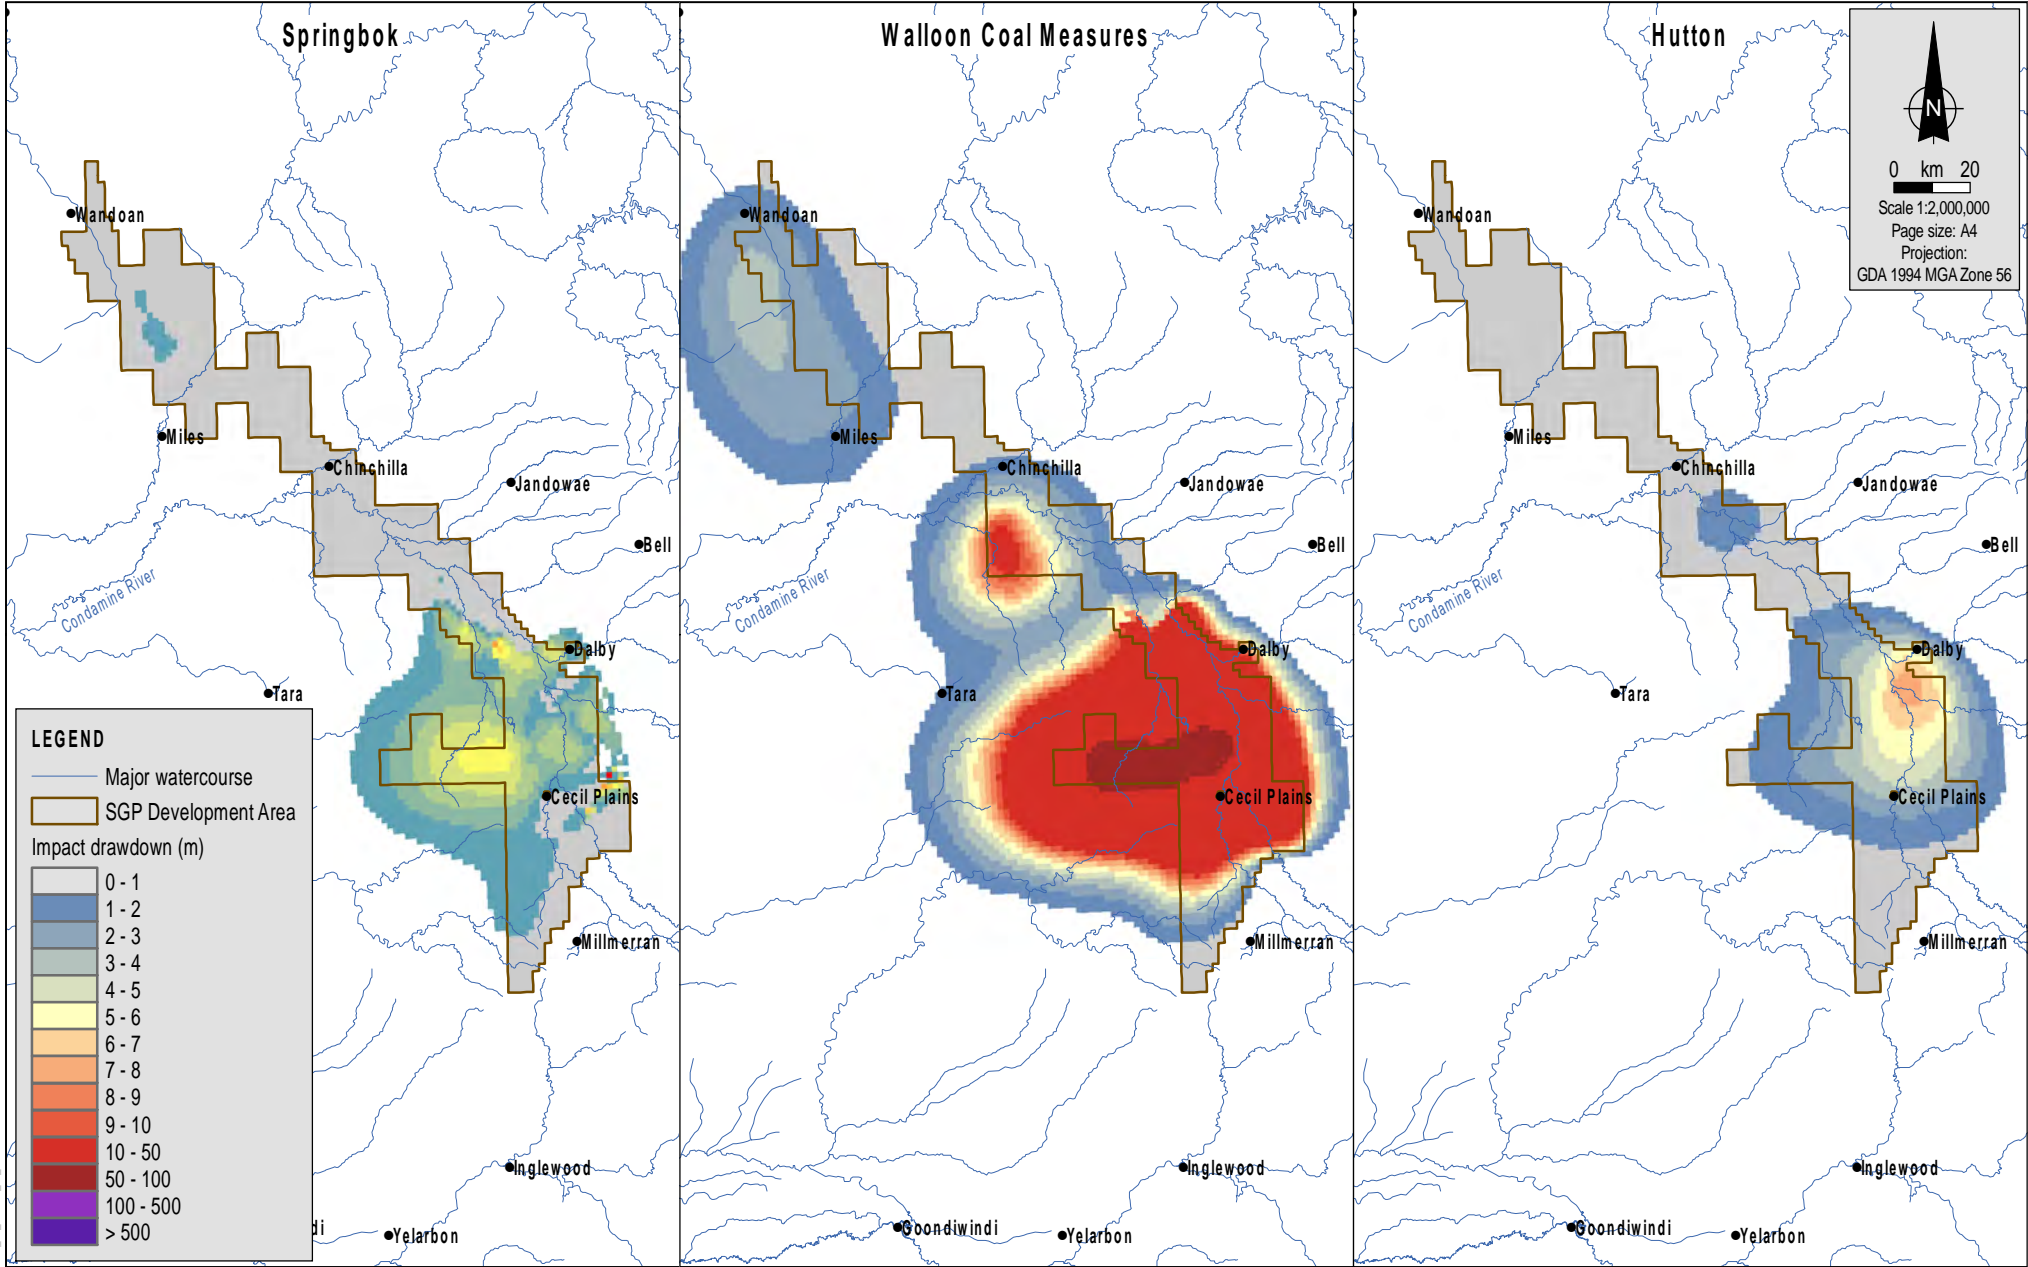 Springbok
Wandoan
Miles
Chinchilla
Jandowae
Bell
Condamine River
Dalby
Tara
Cecil Plains
Millmerran
Inglewood
di
Yelarbon
LEGEND
Major watercourse
SGP Development Area
Impact drawdown (m)
0 - 1
1 - 2
2 - 3
3 - 4
4 - 5
5 - 6
6 - 7
7 - 8
8 - 9
9 - 10
10 - 50
50 - 100
100 - 500
> 500
Walloon Coal Measures
Wandoan
Miles
Chinchilla
Jandowae
Bell
Condamine River
Dalby
Tara
Cecil Plains
Millmerran
Inglewood
Goondiwindi
Yelarbon
Hutton
Wandoan
Miles
Chinchilla
Jandowae
Bell
Condamine River
Dalby
Tara
Cecil Plains
Millmerran
Inglewood
Goondiwindi
Yelarbon
N
0 km 20
Scale 1:2,000,000
Page size: A4
Projection:
GDA 1994 MGA Zone 56